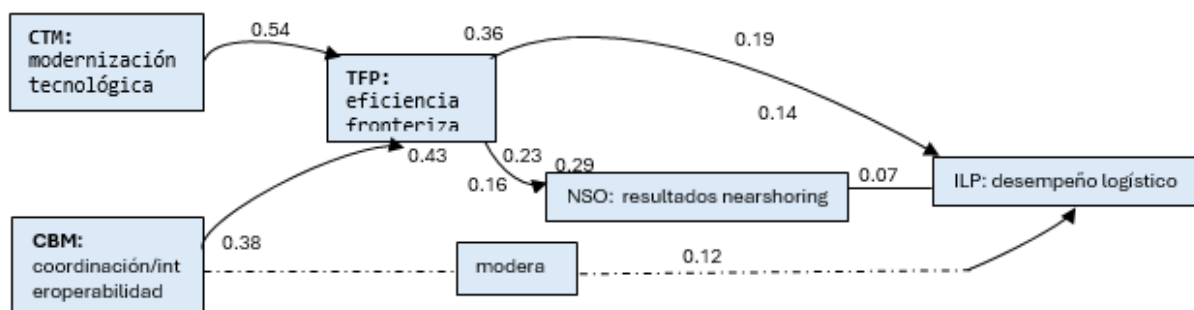 CTM:
modernización
tecnológica
0.54
0.36
0.19
TFP:
eficiencia
fronteriza
0.14
0.43
0.23
0.29
0.16
NSO: resultados nearshoring
0.07
ILP: desempeño logístico
CBM:
coordinación/int
eroperabilidad
0.38
modera
0.12